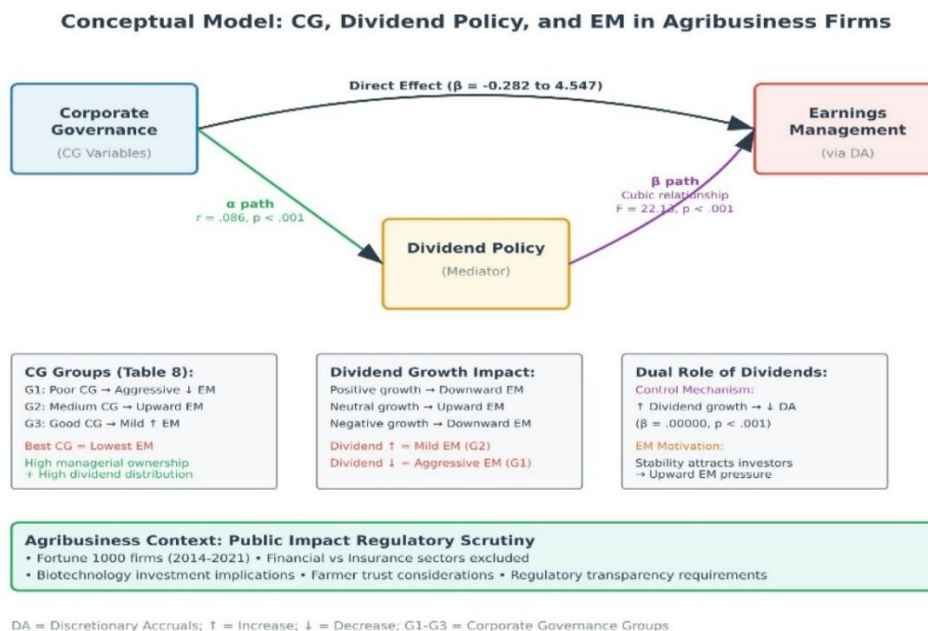 Conceptual Model: CG, Dividend Policy, and EM in Agribusiness Firms
Direct Effect (β = -0.282 to 4.547)
Corporate
Governance
(CG Variables)
Earnings
Management
(via DA)
α path
r = .086, p < .001
β path
Cubic relationship
F = 22.13, p < .001
Dividend Policy
(Mediator)
CG Groups (Table 8):
G1: Poor CG → Aggressive ↓ EM
G2: Medium CG → Upward EM
G3: Good CG → Mild ↑ EM
Best CG = Lowest EM
High managerial ownership
+ High dividend distribution
Dividend Growth Impact:
Positive growth → Downward EM
Neutral growth → Upward EM
Negative growth → Downward EM
Dividend ↑ = Mild EM (G2)
Dividend ↓ = Aggressive EM (G1)
Dual Role of Dividends:
Control Mechanism:
↑ Dividend growth → ↓ DA
(β = .00000, p < .001)
EM Motivation:
Stability attracts investors
→ Upward EM pressure
Agribusiness Context: Public Impact Regulatory Scrutiny
• Fortune 1000 firms (2014-2021) • Financial vs Insurance sectors excluded
• Biotechnology investment implications • Farmer trust considerations • Regulatory transparency requirements
DA = Discretionary Accruals; ↑ = Increase; ↓ = Decrease; G1-G3 = Corporate Governance Groups